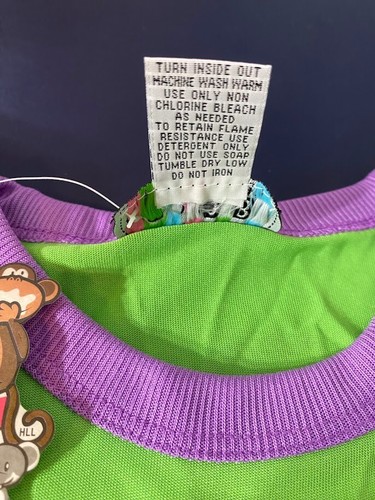 TURN INSIDE OUT
MACHINE WASH WARM
USE ONLY NON
CHLORINE BLEACH
AS NEEDED
TO RETAIN FLAME
RESISTANCE USE
DETERGENT ONLY
DO NOT USE SOAP
TUMBLE DRY LOW
DO NOT IRON
HLL